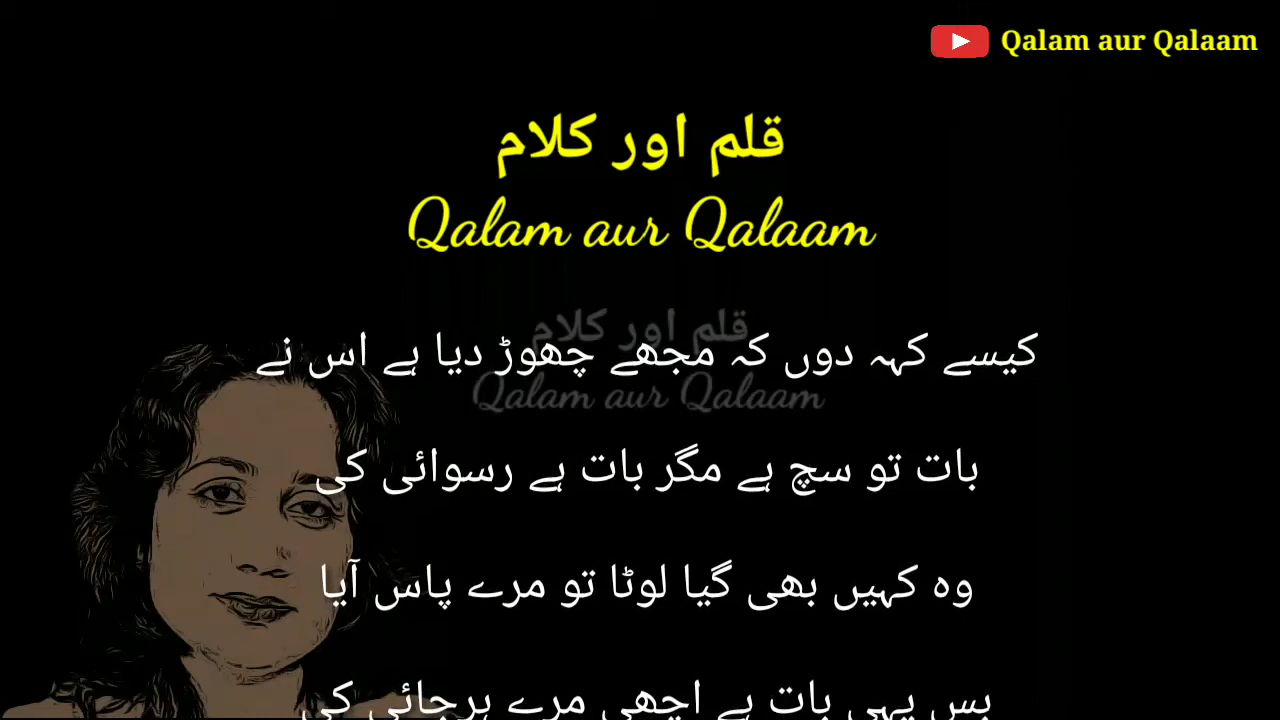 Qalam aur Qalaam
قلم اور کلام
Qalam aur Qalaam
قلم اور کلام
کیسے کہہ دوں کہ مجھے چھوڑ دیا ہے اس نے
Qalam aur Qalaam
بات تو سچ ہے مگر بات ہے رسوائی کی
وہ کہیں بھی گیا لوٹا تو مرے پاس آیا
بس یہی بات ہے اچھی مرے ہرجائی کی